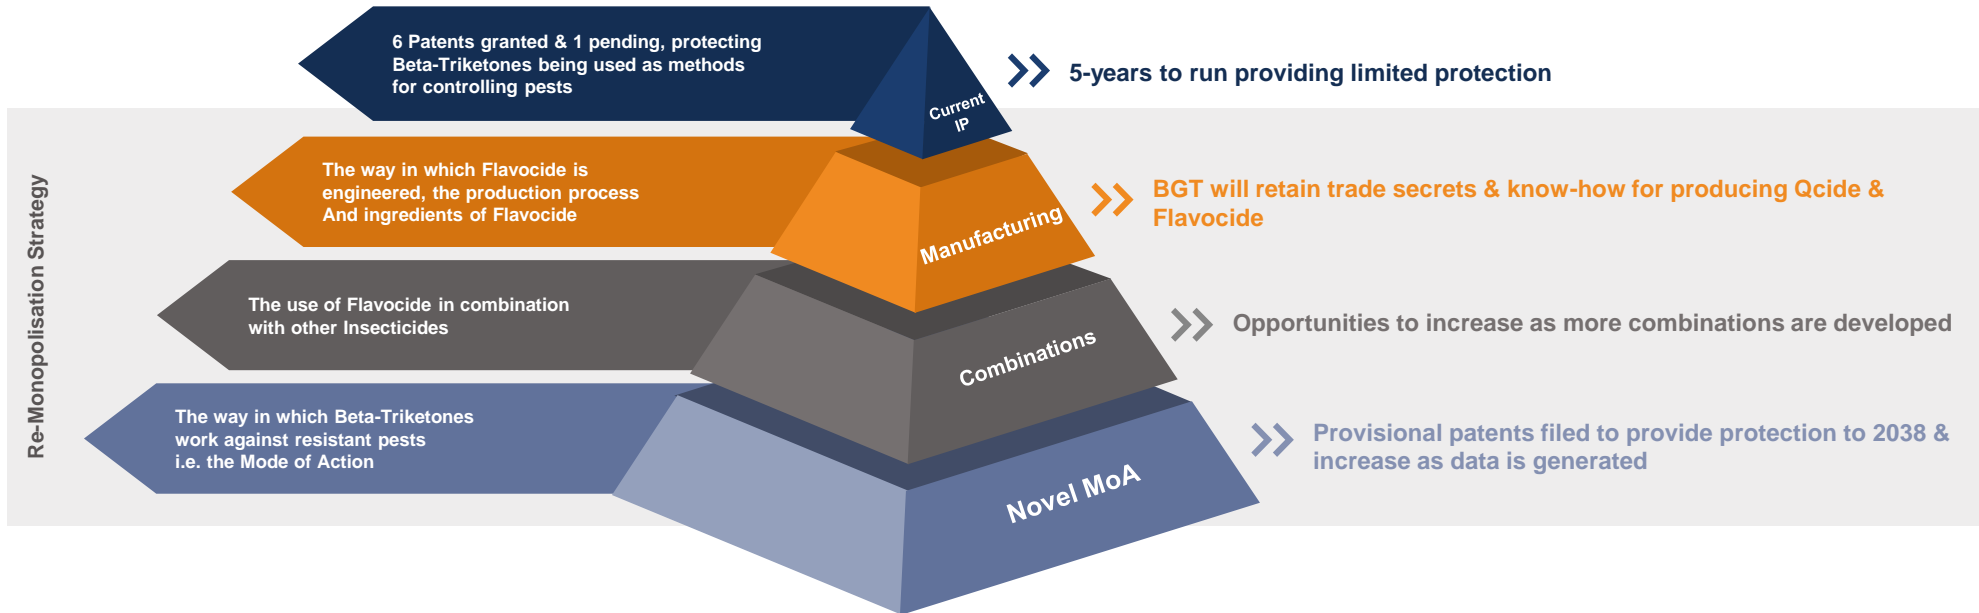 6 Patents granted & 1 pending, protecting
Beta-Triketones being used as methods
for controlling pests
Current
IP
5-years to run providing limited protection
Re-Monopolisation Strategy
The way in which Flavocide is
engineered, the production process
And ingredients of Flavocide
Manufacturing
BGT will retain trade secrets & know-how for producing Qcide &
Flavocide
The use of Flavocide in combination
with other Insecticides
Combinations
Opportunities to increase as more combinations are developed
The way in which Beta-Triketones
work against resistant pests
i.e. the Mode of Action
Novel MoA
Provisional patents filed to provide protection to 2038 &
increase as data is generated